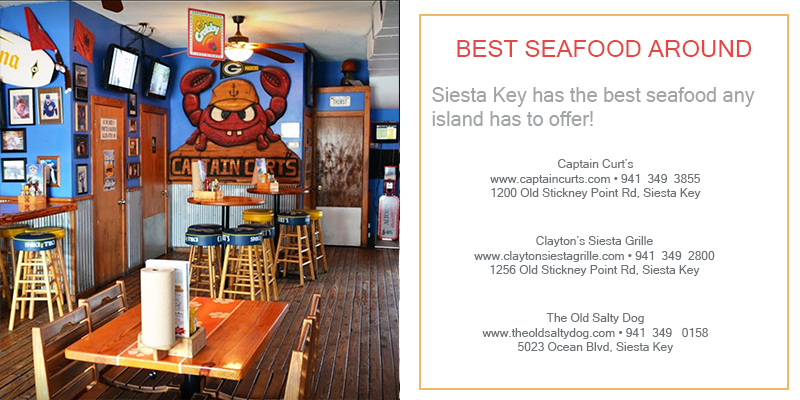 Crush
G
THIRST
CAPTAIN CURT'S
BEST SEAFOOD AROUND
Siesta Key has the best seafood any
island has to offer!
Captain Curt's
www.captaincurts.com • 941 349 3855
1200 Old Stickney Point Rd, Siesta Key
Clayton's Siesta Grille
www.claytonsiestagrille.com • 941 349 2800
1256 Old Stickney Point Rd, Siesta Key
The Old Salty Dog
www.theoldsaltydog.com • 941 349 0158
5023 Ocean Blvd, Siesta Key